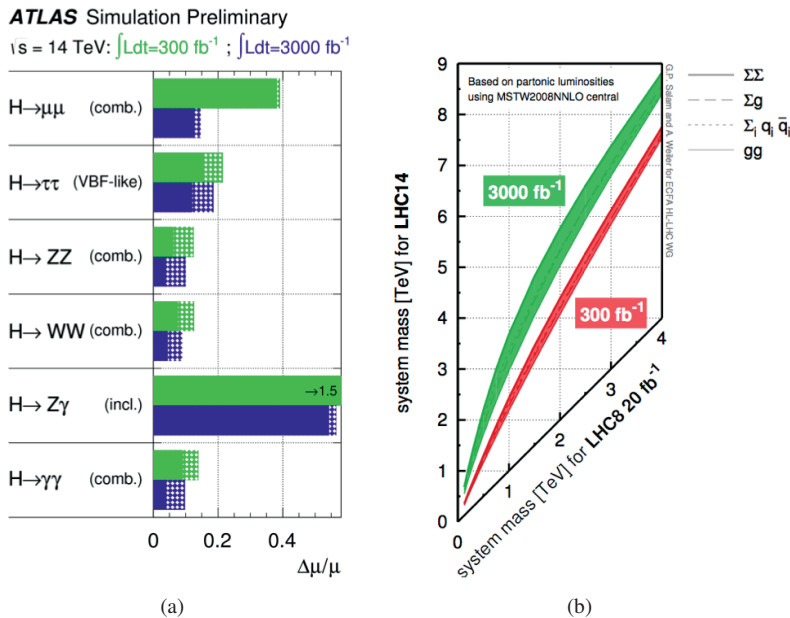 ATLAS Simulation Preliminary
√s = 14 TeV: ∫Ldt=300 fb⁻¹ ; ∫Ldt=3000 fb⁻¹
H→μμ (comb.)
H→ττ (VBF-like)
H→ ZZ (comb.)
H→ WW (comb.)
H→ Zγ (incl.)
→1.5
H→γγ (comb.)
0 0.2 0.4
Δμ/μ
(a)
system mass [TeV] for LHC14
9
8
7
6
5
4
3
2
1
0
Based on partonic luminosities
using MSTW2008NNLO central
3000 fb⁻¹
300 fb⁻¹
0 1 2 3 4
system mass [TeV] for LHC8 20 fb⁻¹
G.P. Salam and A. Weiler for ECFA HL-LHC WG
ΣΣ
Σg
Σᵢ qᵢ q̄ᵢ
gg
(b)